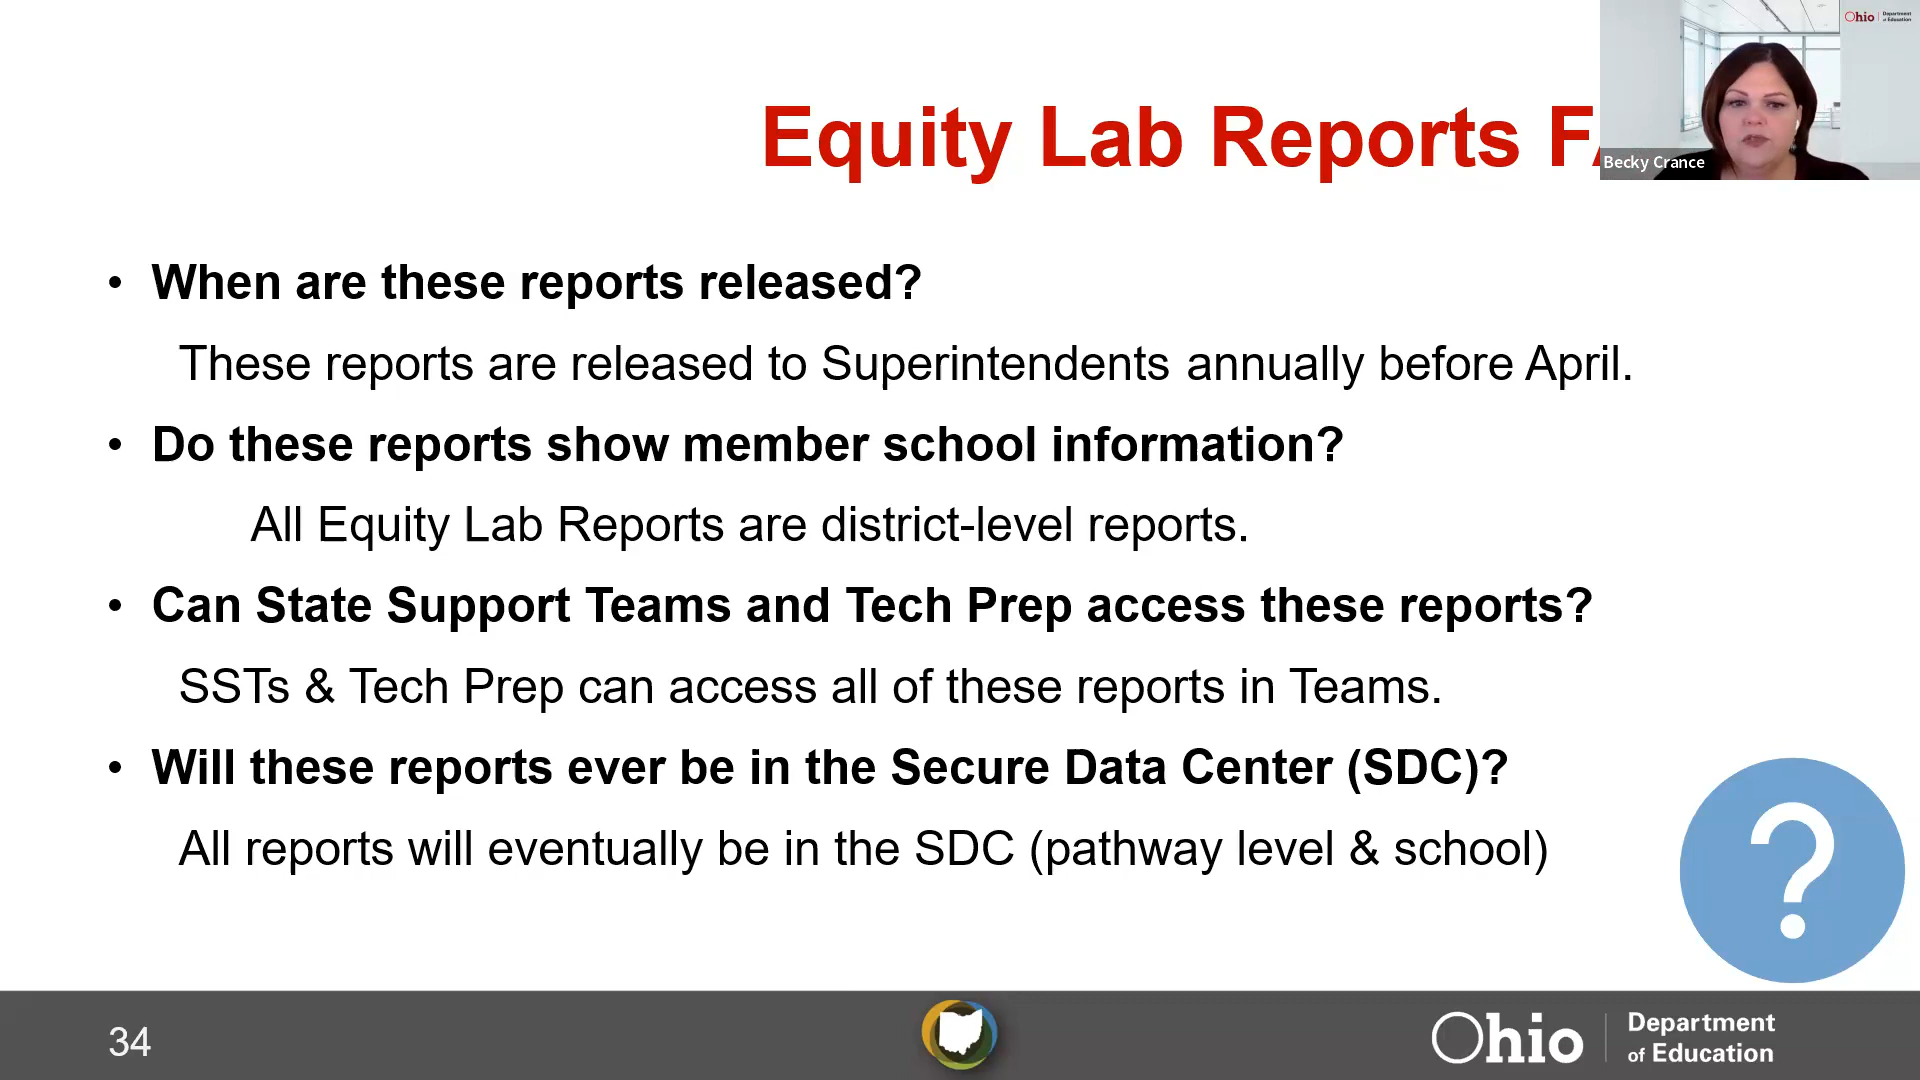 Ohio Department of Education
Equity Lab Reports
Becky Crance
• When are these reports released?
These reports are released to Superintendents annually before April.
• Do these reports show member school information?
All Equity Lab Reports are district-level reports.
• Can State Support Teams and Tech Prep access these reports?
SSTs & Tech Prep can access all of these reports in Teams.
• Will these reports ever be in the Secure Data Center (SDC)?
All reports will eventually be in the SDC (pathway level & school)
?
34
Ohio
Department
of Education